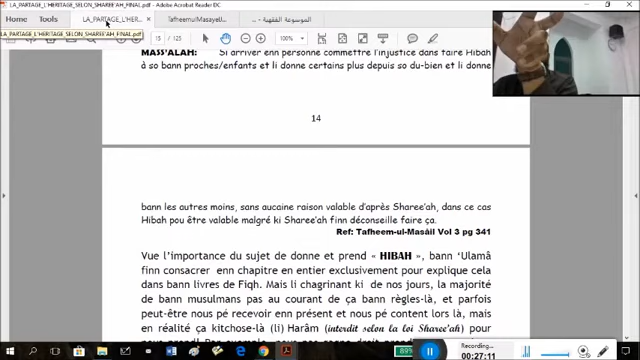 LA_PARTAGE_L'HERITAGE_SELON_SHAREE'AH_FINAL.pdf - Adobe Acrobat Reader DC
Home Tools LA_PARTAGE_L'HER... × Tafheem-ul-Masayel... الموسوعة الفقهية ...
LA_PARTAGE_L'HERITAGE_SELON_SHAREE'AH_FINAL.pdf
15 / 125 100%
MASS'ALAH: Si arriver enn personne commettre l'injustice dans faire Hibah
à so bann proches/enfants et li donne certains plus depuis so du-bien et li donne
14
bann les autres moins, sans aucaine raison valable d'après Sharee'ah, dans ce cas
Hibah pou être valable malgré ki Sharee'ah finn déconseille faire ça.
Ref: Tafheem-ul-Masâil Vol 3 pg 341
Vue l'importance du sujet de donne et prend « HIBAH », bann 'Ulamâ
finn consacrer enn chapitre en entier exclusivement pour explique cela
dans bann livres de Fiqh. Mais li chagrinant ki de nos jours, la majorité
de bann musulmans pas au courant de ça bann règles-là, et parfois
peut-être nous pé recevoir enn présent et nous pé content lors là, mais
en réalité ça kitchose-là (li) Harâm (interdit selon la loi Sharee'ah) pour
89%
Recording...
00:27:11